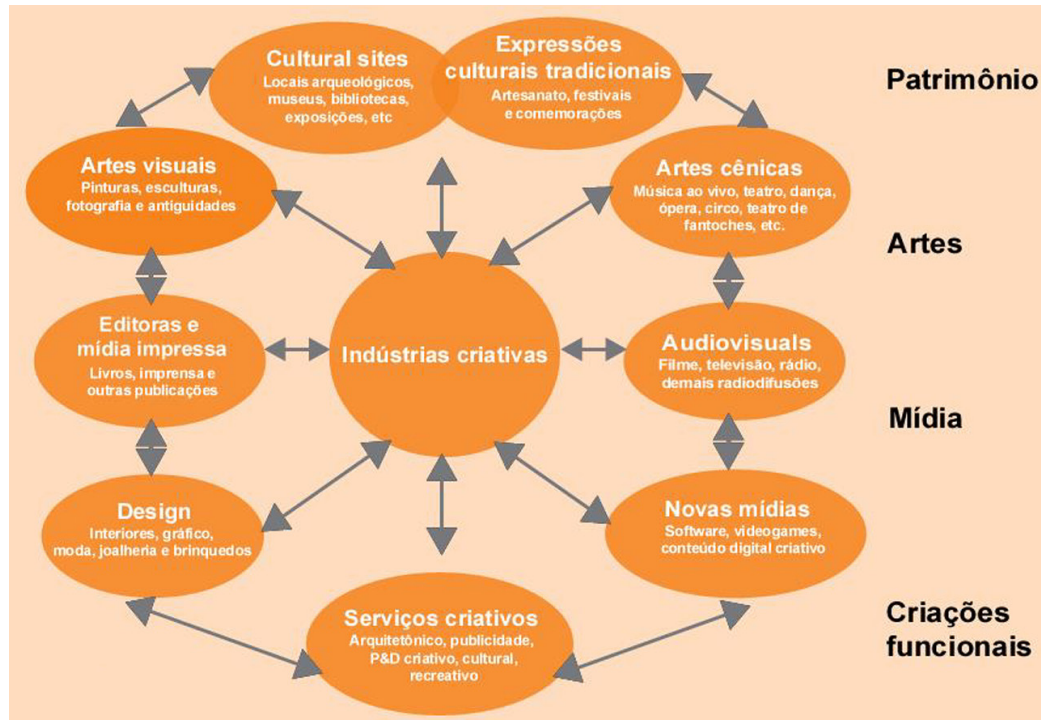 Cultural sites
Locais arqueológicos,
museus, bibliotecas,
exposições, etc
Expressões
culturais tradicionais
Artesanato, festivais
e comemorações
Patrimônio
Artes visuais
Pinturas, esculturas,
fotografia e antiguidades
Artes cênicas
Música ao vivo, teatro, dança,
ópera, circo, teatro de
fantoches, etc.
Artes
Editoras e
mídia impressa
Livros, imprensa e
outras publicações
Indústrias criativas
Audiovisuals
Filme, televisão, rádio,
demais radiodifusões
Mídia
Design
Interiores, gráfico,
moda, joalheria e brinquedos
Novas mídias
Software, videogames,
conteúdo digital criativo
Serviços criativos
Arquitetônico, publicidade,
P&D criativo, cultural,
recreativo
Criações
funcionais